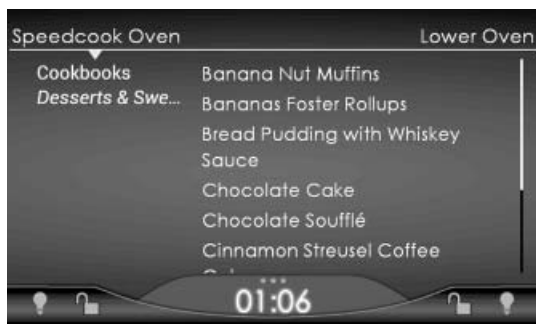 Speedcook Oven
Lower Oven
Cookbooks
Desserts & Swe...
Banana Nut Muffins
Bananas Foster Rollups
Bread Pudding with Whiskey
Sauce
Chocolate Cake
Chocolate Soufflé
Cinnamon Streusel Coffee
01:06